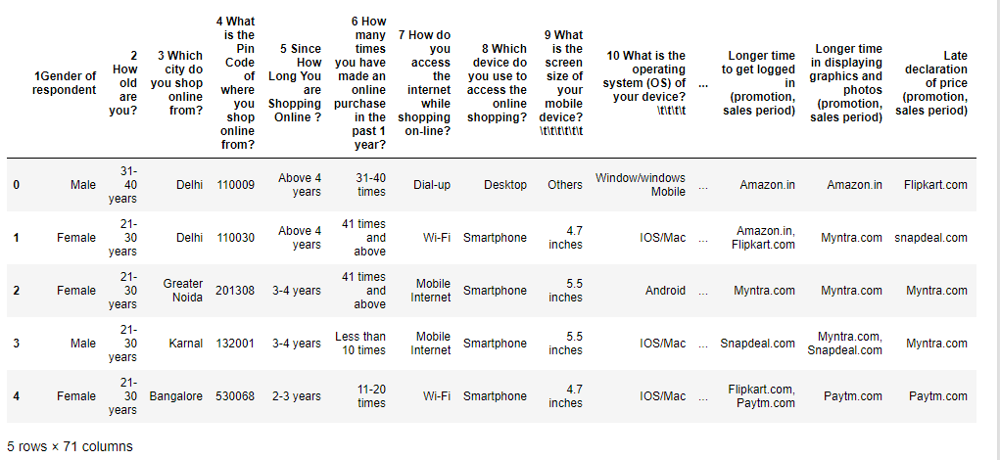 1Gender of respondent	2 How old are you?	3 Which city do you shop online from?	4 What is the Pin Code of where you shop online from?	5 Since How Long You are Shopping Online ?	6 How many times you have made an online purchase in the past 1 year?	7 How do you access the internet while shopping on-line?	8 Which device do you use to access the online shopping?	9 What is the screen size of your mobile device? \t\t\t\t\t\t	10 What is the operating system (OS) of your device? \t\t\t\t	...	Longer time to get logged in (promotion, sales period)	Longer time in displaying graphics and photos (promotion, sales period)	Late declaration of price (promotion, sales period)
0	Male	31-40 years	Delhi	110009	Above 4 years	31-40 times	Dial-up	Desktop	Others	Window/windows Mobile	...	Amazon.in	Amazon.in	Flipkart.com
1	Female	21-30 years	Delhi	110030	Above 4 years	41 times and above	Wi-Fi	Smartphone	4.7 inches	IOS/Mac	...	Amazon.in, Flipkart.com	Myntra.com	snapdeal.com
2	Female	21-30 years	Greater Noida	201308	3-4 years	41 times and above	Mobile Internet	Smartphone	5.5 inches	Android	...	Myntra.com	Myntra.com	Myntra.com
3	Male	21-30 years	Karnal	132001	3-4 years	Less than 10 times	Mobile Internet	Smartphone	5.5 inches	IOS/Mac	...	Snapdeal.com	Myntra.com, Snapdeal.com	Myntra.com
4	Female	21-30 years	Bangalore	530068	2-3 years	11-20 times	Wi-Fi	Smartphone	4.7 inches	IOS/Mac	...	Flipkart.com, Paytm.com	Paytm.com	Paytm.com
5 rows × 71 columns